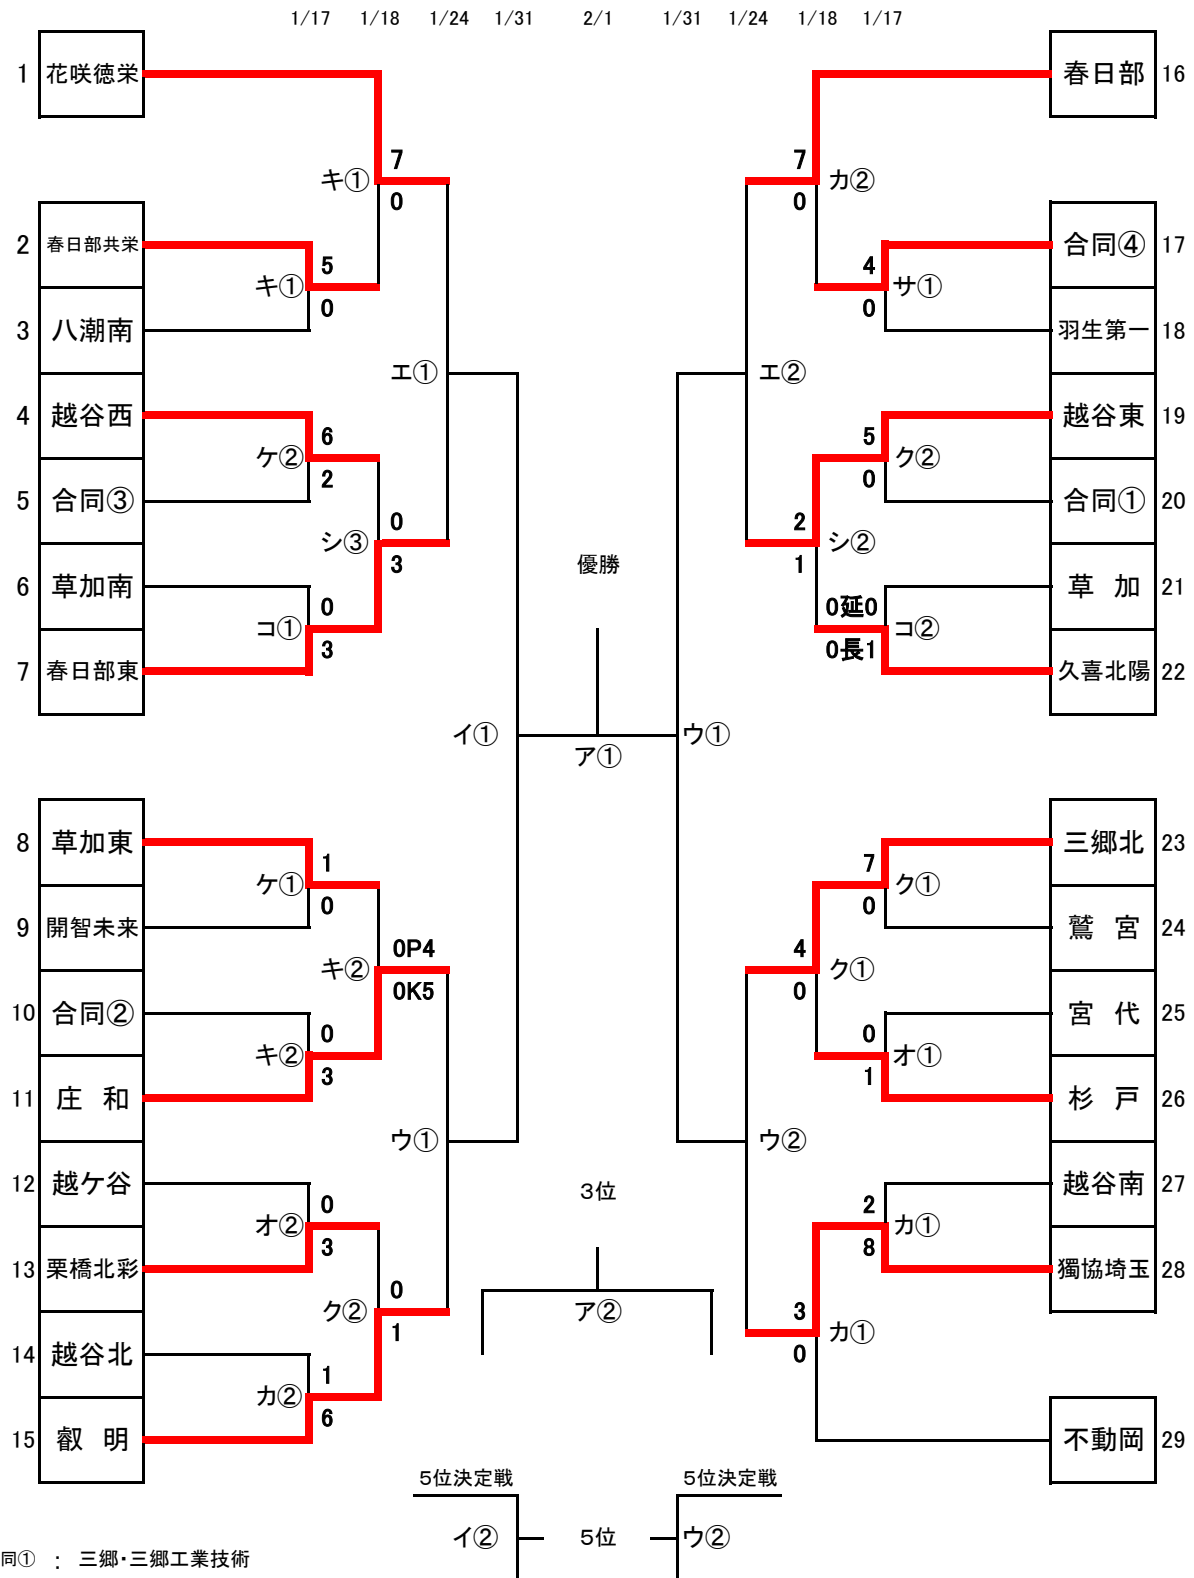 1/17 1/18 1/24 1/31 2/1 1/31 1/24 1/18 1/17
1 花咲徳栄
春日部 16
7
キ①
0
7
カ②
0
2 春日部共栄
合同④ 17
5
キ①
0
4
サ①
0
3 八潮南
羽生第一 18
エ①
エ②
4 越谷西
越谷東 19
6
ケ②
2
5
ク②
0
5 合同③
合同① 20
0
シ③
3
2
シ②
1
優勝
6 草加南
草 加 21
0
コ①
3
0延0
コ②
0長1
7 春日部東
久喜北陽 22
イ①
ア①
ウ①
8 草加東
三郷北 23
1
ケ①
0
7
ク①
0
9 開智未来
鷲 宮 24
0P4
キ②
0K5
4
ク①
0
10 合同②
宮 代 25
0
キ②
3
0
オ①
1
11 庄 和
杉 戸 26
ウ①
ウ②
12 越ケ谷
越谷南 27
3位
0
オ②
3
2
カ①
8
13 栗橋北彩
獨協埼玉 28
0
ク②
1
ア②
3
カ①
0
14 越谷北
1
カ②
6
15 叡 明
不動岡 29
5位決定戦 5位決定戦
イ② 5位 ウ②
同① : 三郷・三郷工業技術